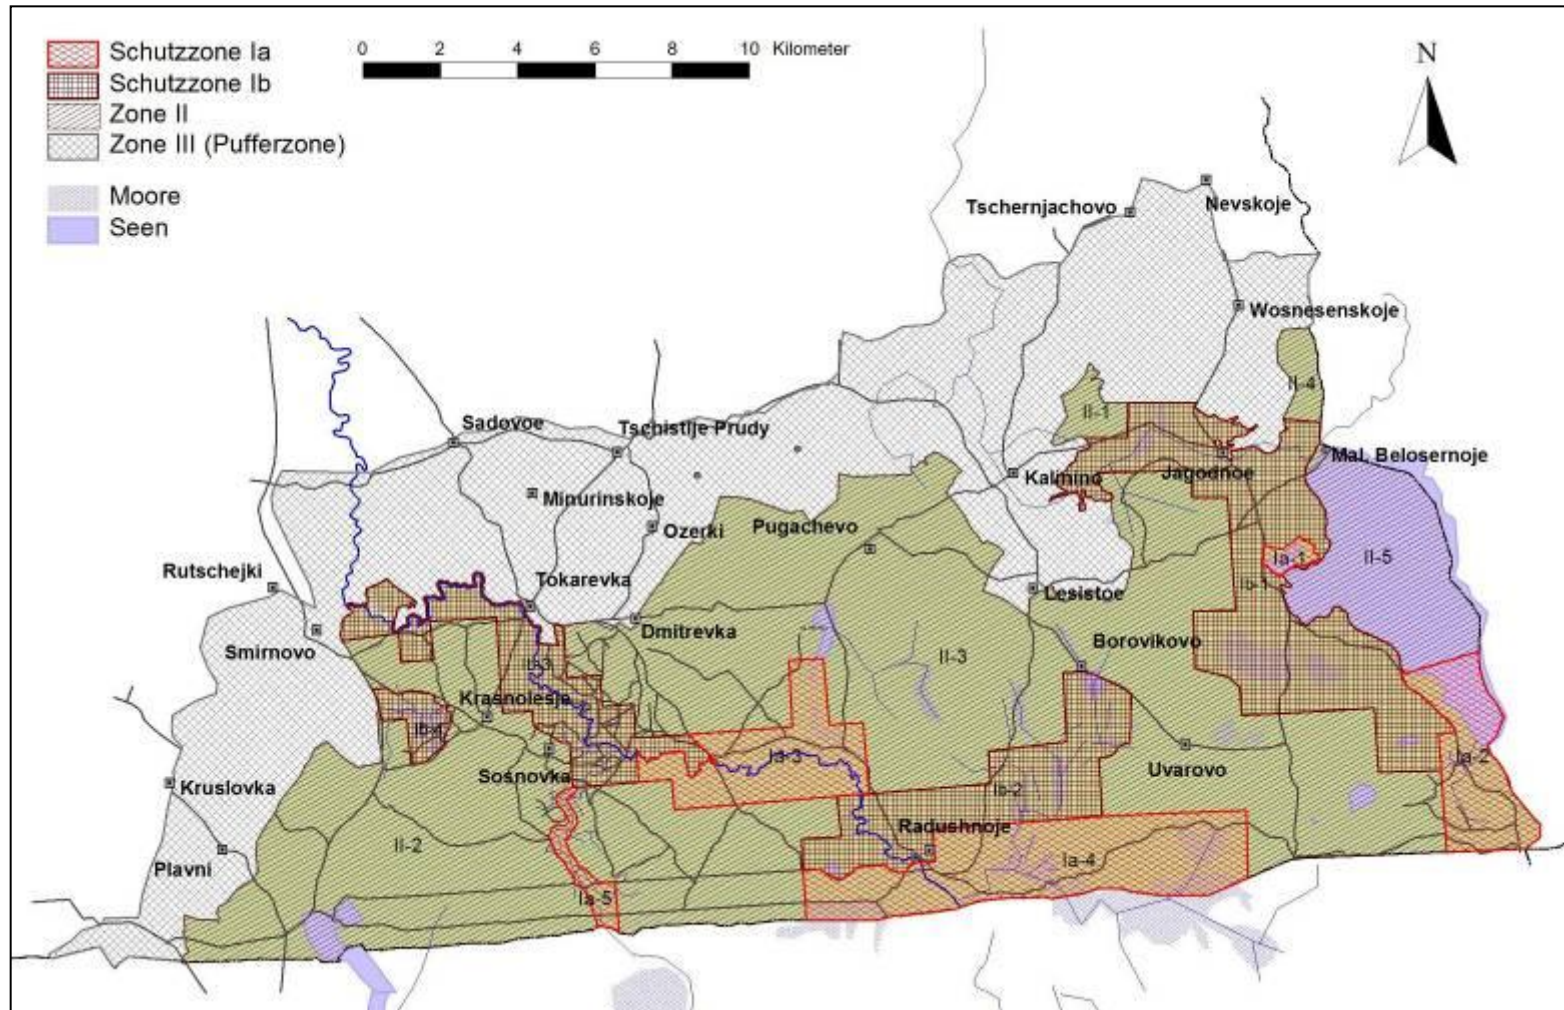 Schutzzone Ia
Schutzzone Ib
Zone II
Zone III (Pufferzone)
Moore
Seen
0 2 4 6 8 10 Kilometer
N
Tschernjachovo
Nevskoje
Wosnesenskoje
II-4
II-1
Sadovoe
Tschistije Prudy
Mal. Belosernoje
Kalinino
Jagodnoe
Minurinskoje
Ozerki
Pugachevo
Ia-1
II-5
Rutschejki
Tokarevka
Ib-1
Lesistoe
Dmitrevka
Borovikovo
Smirnovo
II-3
Ib-3
Krasnolesje
Ib-4
Ia-3
Ia-2
Sosnovka
Uvarovo
Kruslovka
Ib-2
Radushnoje
II-2
Plavni
Ia-4
Ia-5